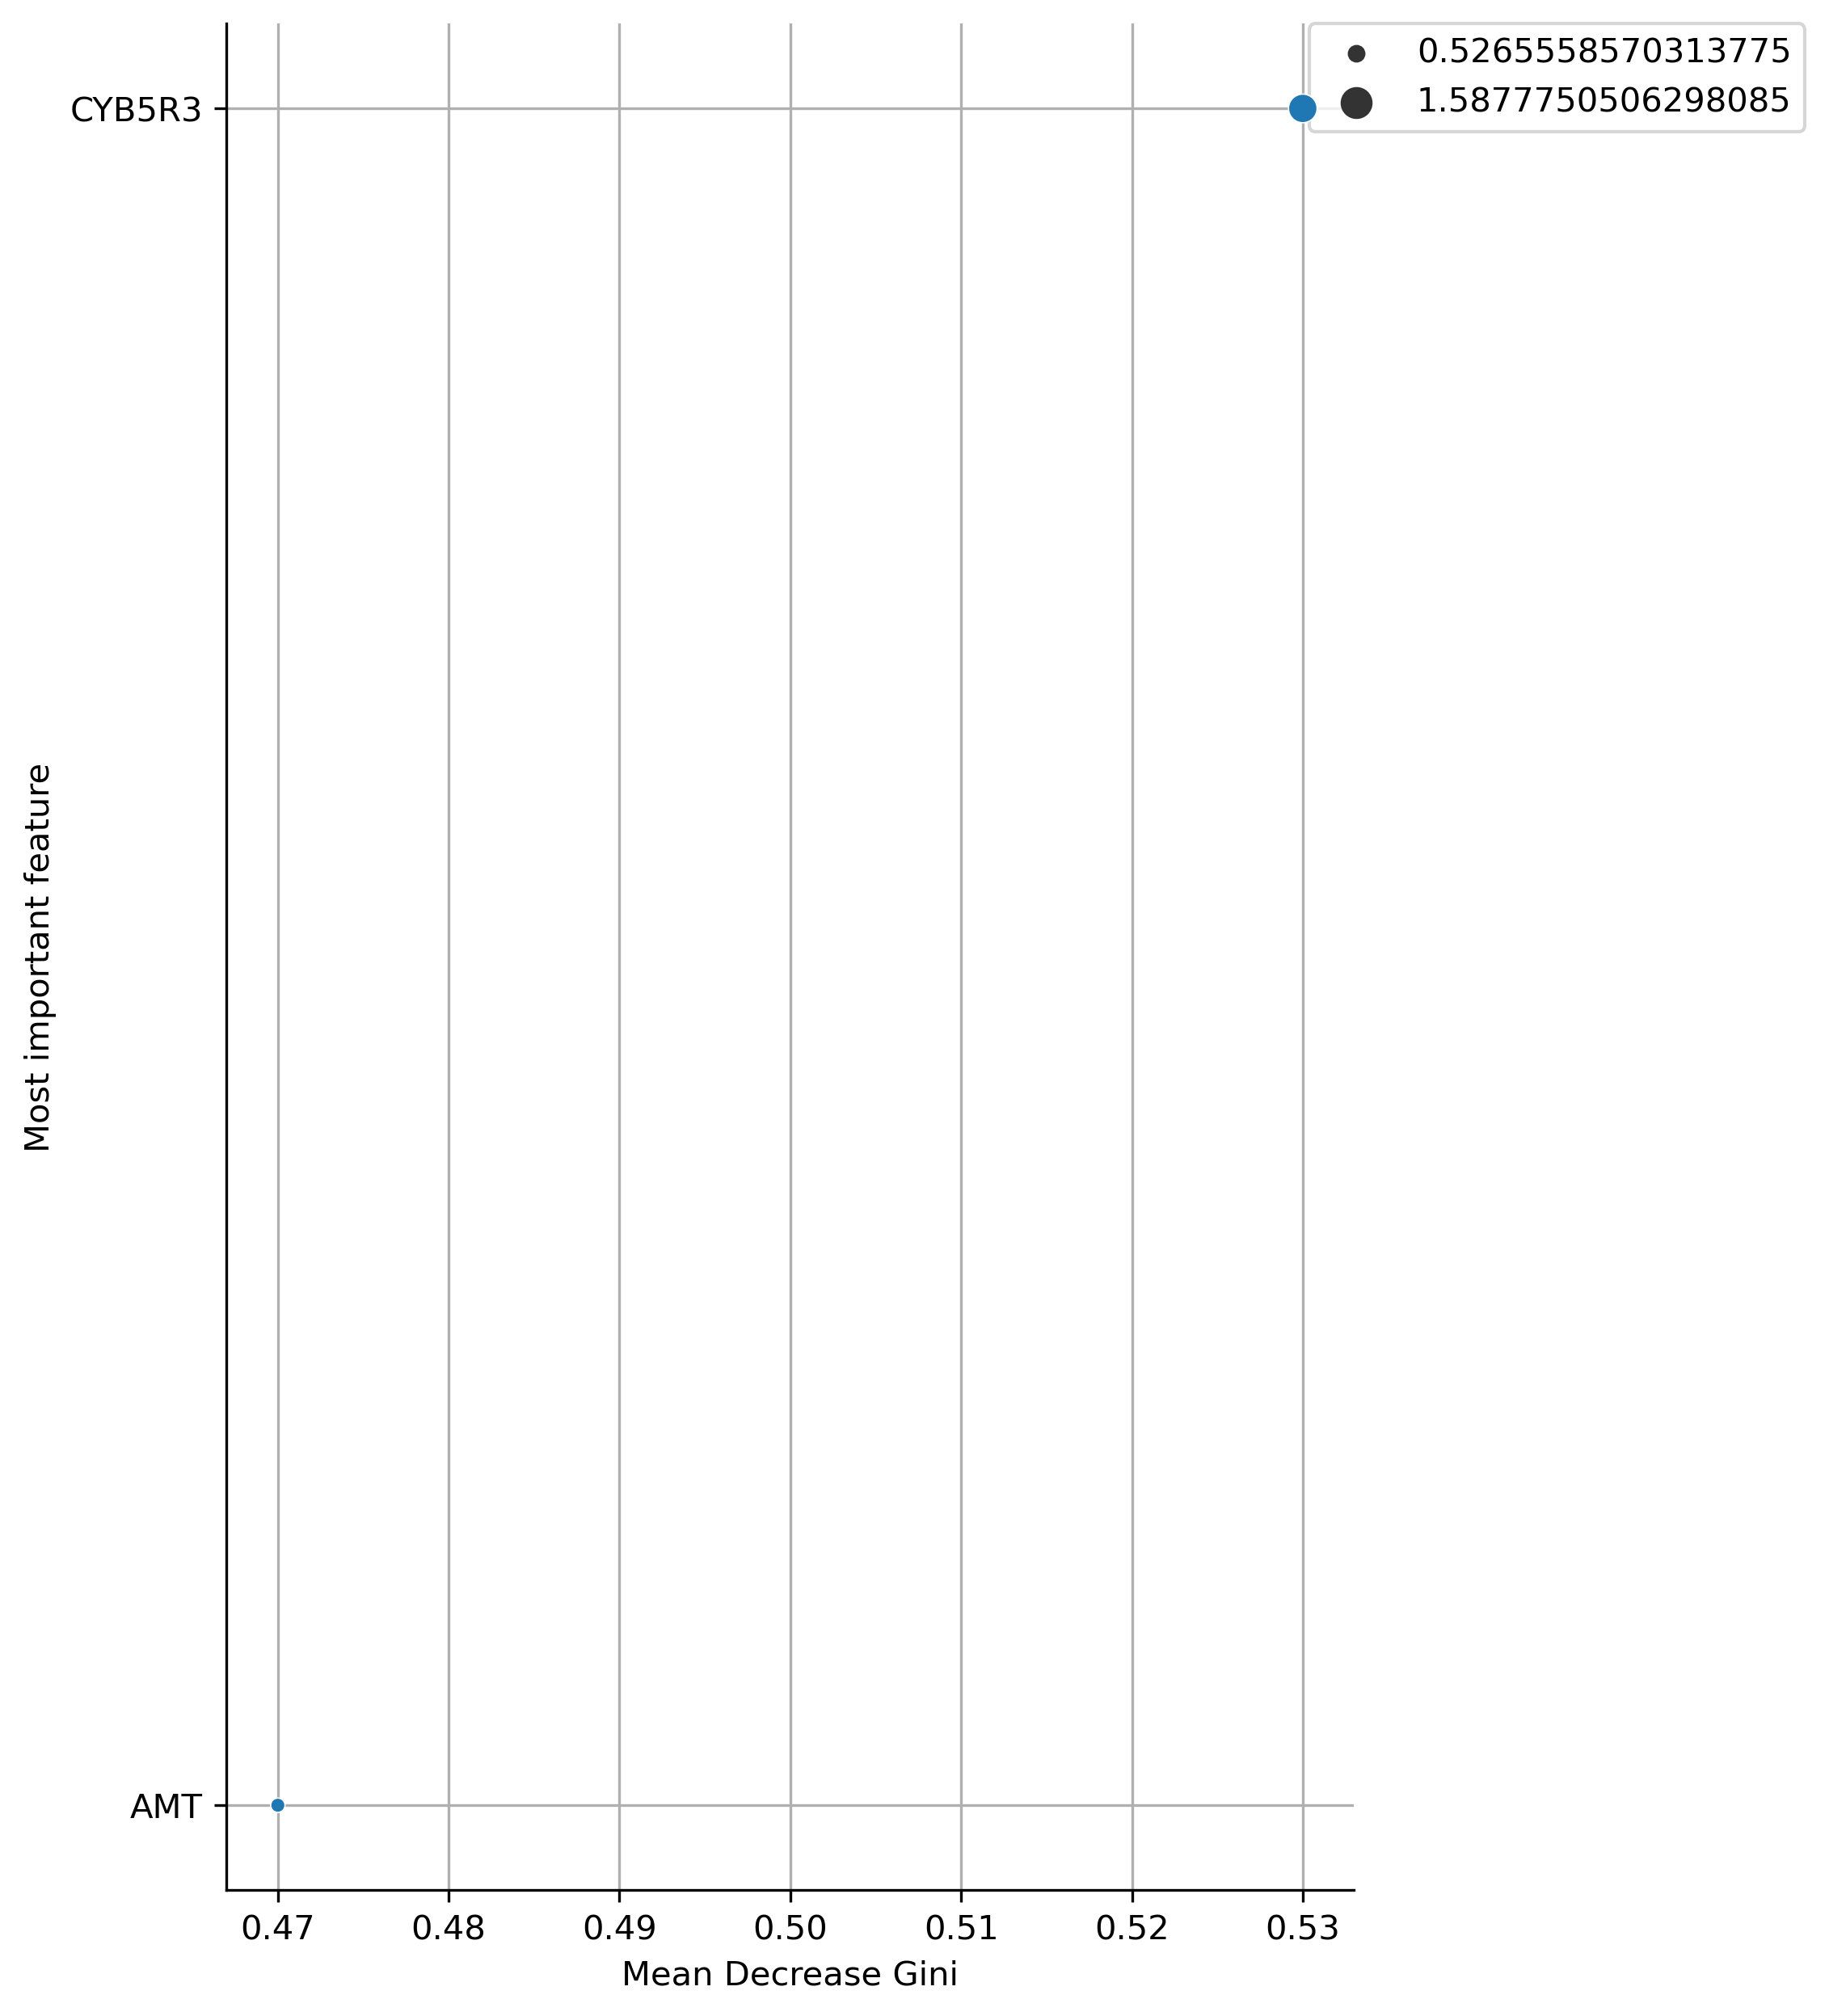 0.5265558570313775
1.5877750506298085
CYB5R3
Most important feature
AMT
0.47 0.48 0.49 0.50 0.51 0.52 0.53
Mean Decrease Gini